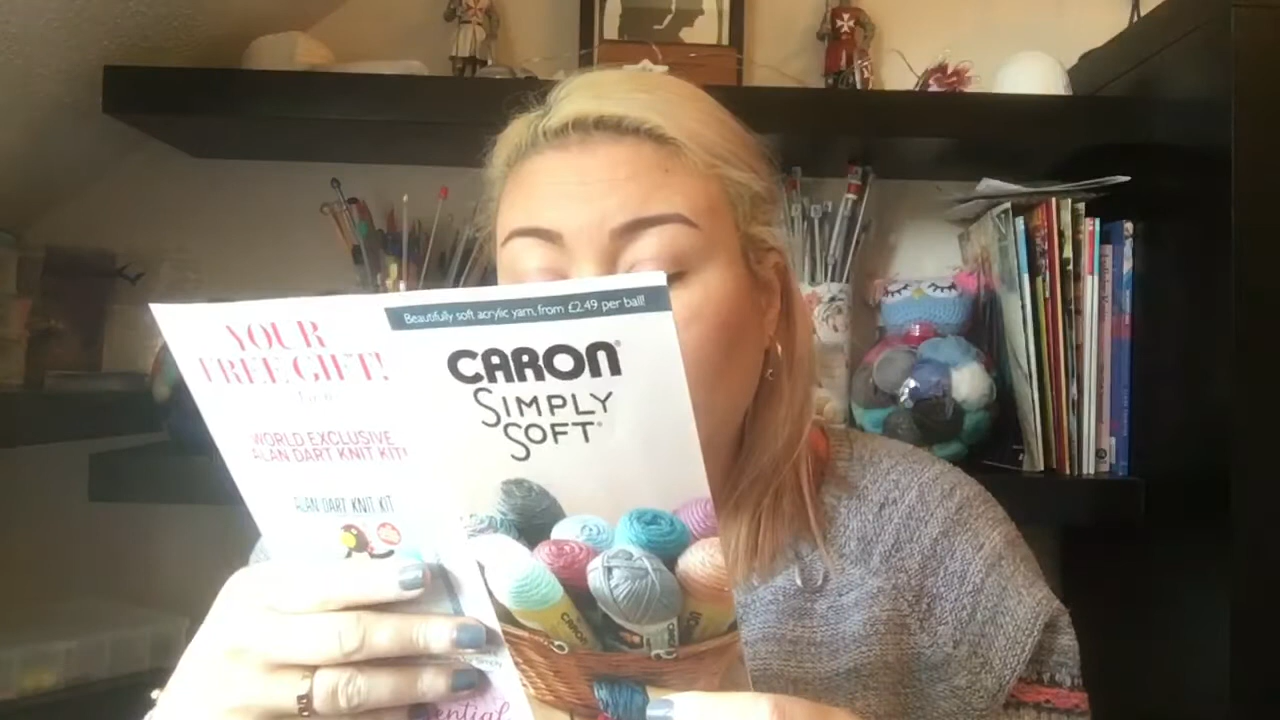 YOUR
FREE GIFT!
WORLD EXCLUSIVE
ALAN DART KNIT KIT!
ALAN DART KNIT KIT
Beautifully soft acrylic yarn, from £2.49 per ball!
CARON®
SIMPLY
SOFT®
CARON